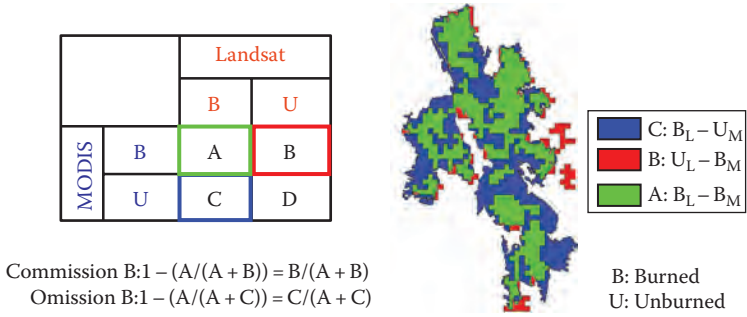 Landsat
B U
MODIS
B A B
U C D
Commission B:1 – (A/(A + B)) = B/(A + B)
Omission B:1 – (A/(A + C)) = C/(A + C)
C: B_L – U_M
B: U_L – B_M
A: B_L – B_M
B: Burned
U: Unburned